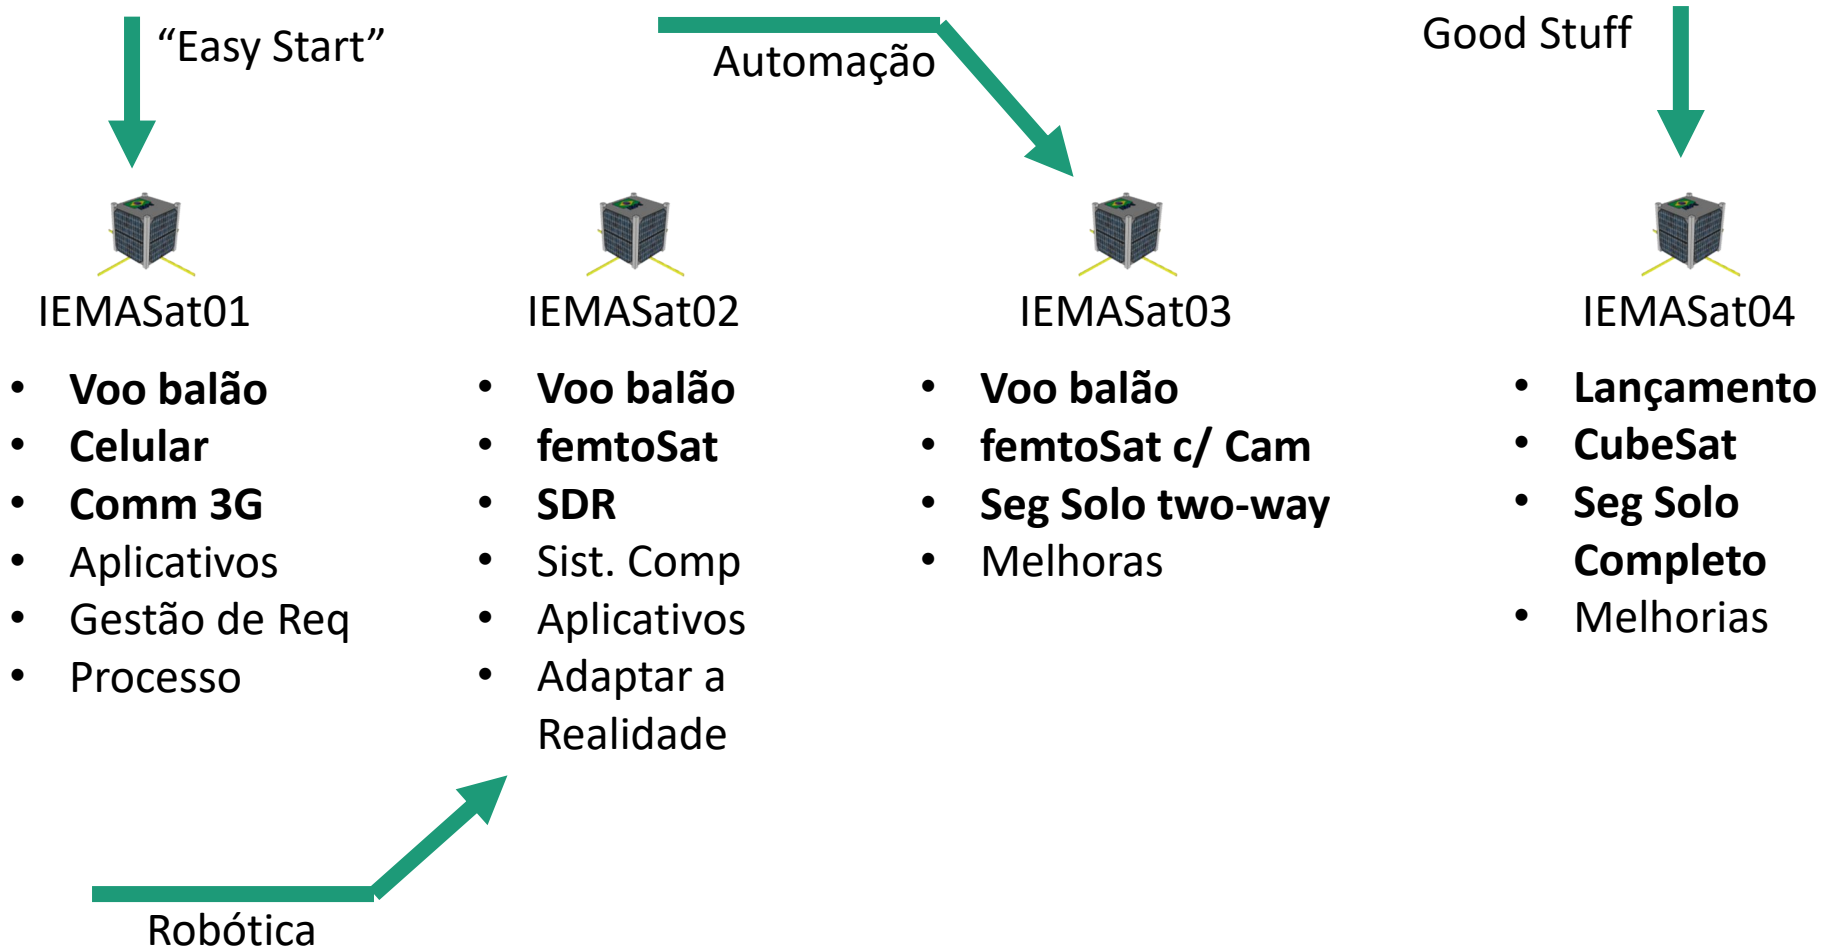 “Easy Start”
Automação
Good Stuff
IEMASat01
• Voo balão
• Celular
• Comm 3G
• Aplicativos
• Gestão de Req
• Processo
IEMASat02
• Voo balão
• femtoSat
• SDR
• Sist. Comp
• Aplicativos
• Adaptar a
Realidade
IEMASat03
• Voo balão
• femtoSat c/ Cam
• Seg Solo two-way
• Melhoras
IEMASat04
• Lançamento
• CubeSat
• Seg Solo
Completo
• Melhorias
Robótica